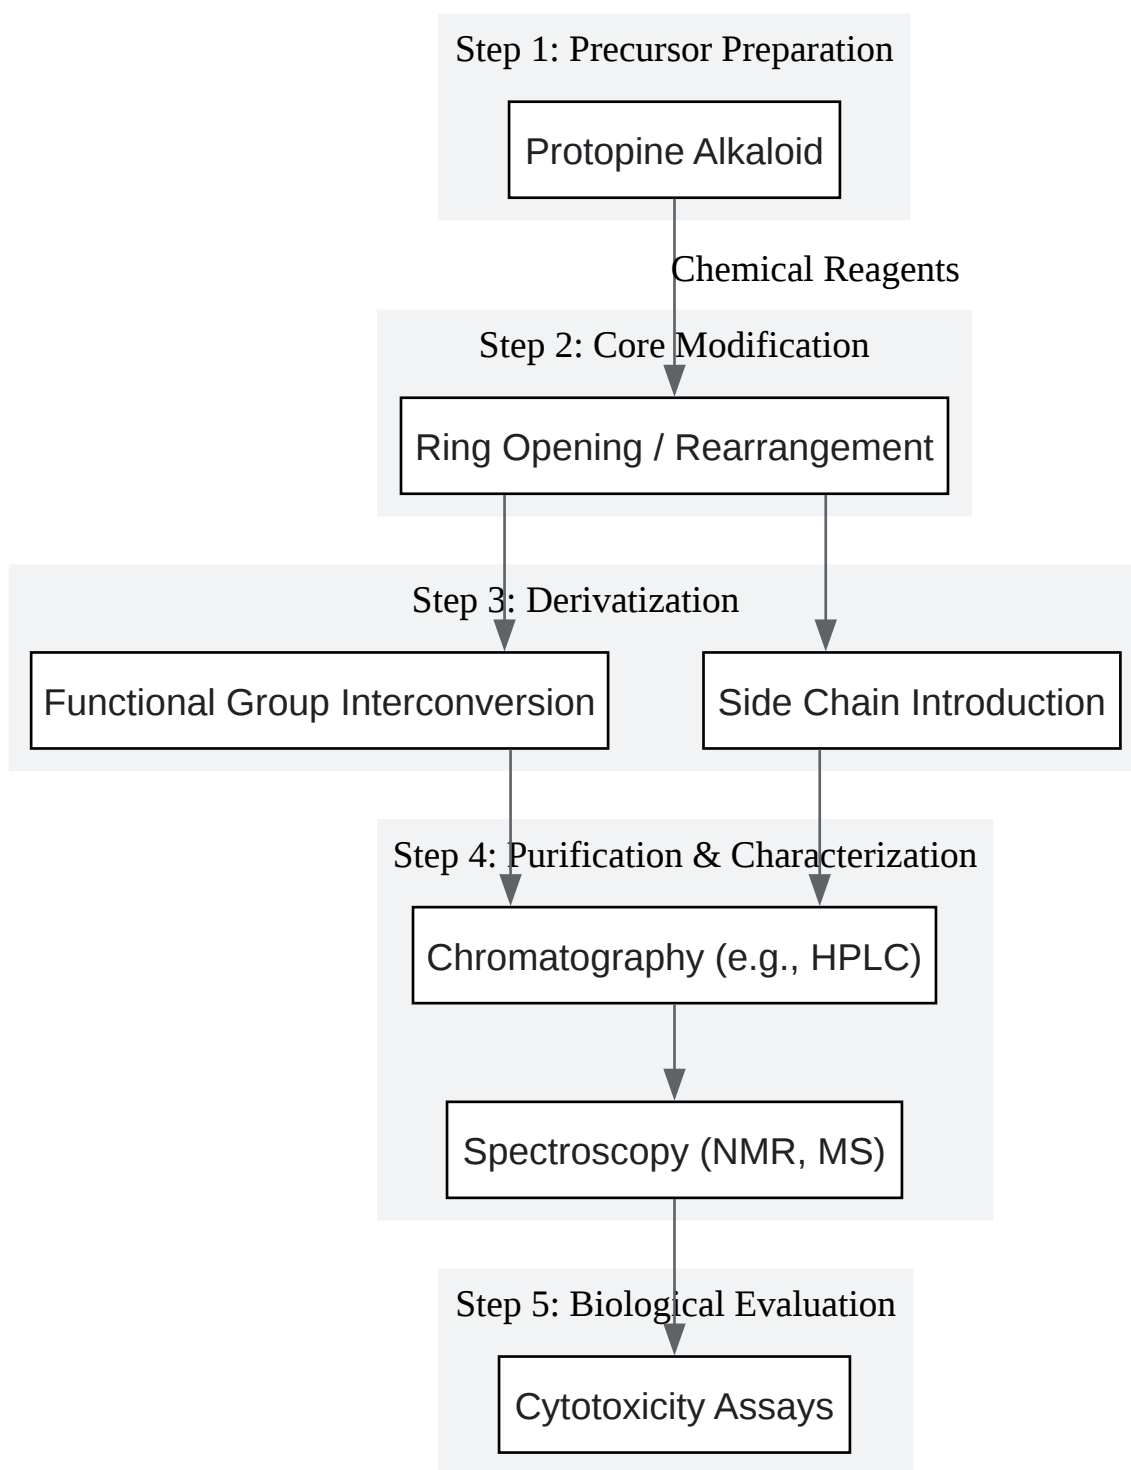 Step 1: Precursor Preparation
Protopine Alkaloid
Chemical Reagents
Step 2: Core Modification
Ring Opening / Rearrangement
Step 3: Derivatization
Functional Group Interconversion
Side Chain Introduction
Step 4: Purification & Characterization
Chromatography (e.g., HPLC)
Spectroscopy (NMR, MS)
Step 5: Biological Evaluation
Cytotoxicity Assays